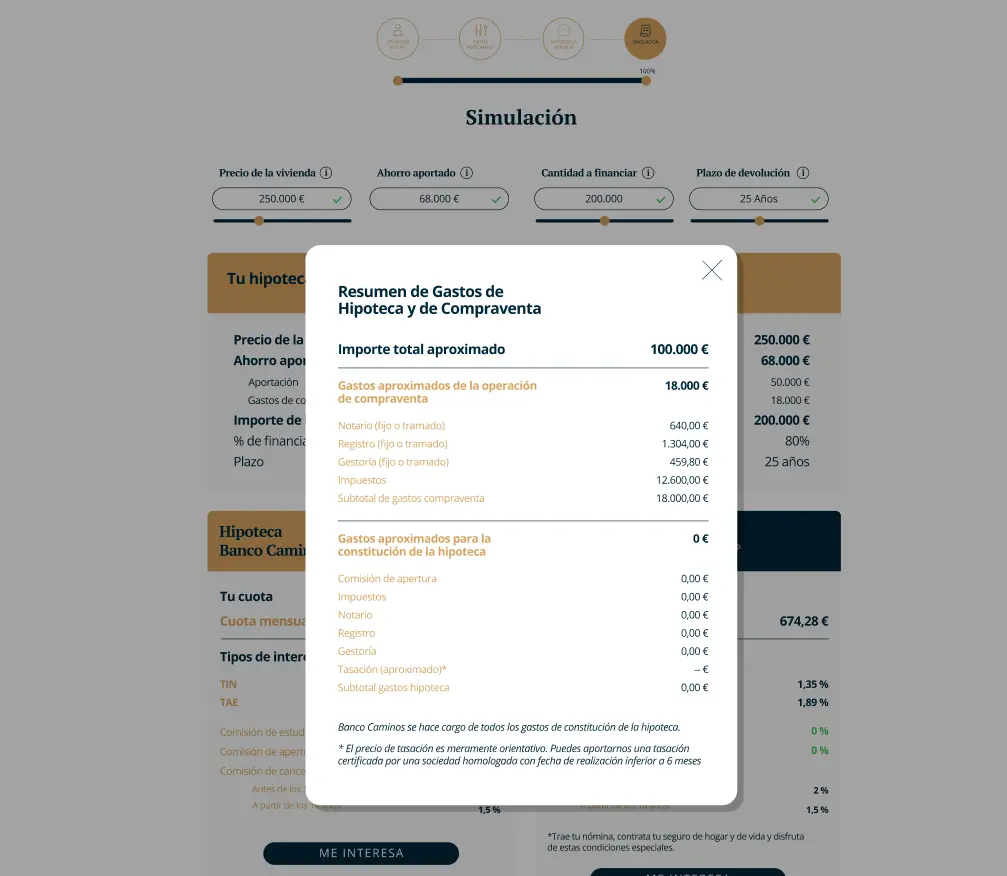 SIMULACIÓN
100%
Simulación
Precio de la vivienda
Ahorro aportado
Cantidad a financiar
Plazo de devolución
250.000 €
68.000 €
200.000
25 Años
Tu hipotec
Precio de la
250.000 €
Ahorro apor
68.000 €
Aportación
50.000 €
Gastos de co
18.000 €
Importe de
200.000 €
% de financia
80%
Plazo
25 años
Hipoteca
Banco Camin
Tu cuota
Cuota mensua
674,28 €
Tipos de inter
TIN
1,35 %
TAE
1,89 %
Comisión de estud
0 %
Comisión de apert
0 %
Comisión de cance
Antes de los 1
2 %
A partir de los
1,5 %
1,5 %
*Trae tu nómina, contrata tu seguro de hogar y de vida y disfruta
de estas condiciones especiales.
ME INTERESA
ME INTERESA
Resumen de Gastos de
Hipoteca y de Compraventa
Importe total aproximado 100.000 €
Gastos aproximados de la operación 18.000 €
de compraventa
Notario (fijo o tramado) 640,00 €
Registro (fijo o tramado) 1.304,00 €
Gestoría (fijo o tramado) 459,80 €
Impuestos 12.600,00 €
Subtotal de gastos compraventa 18.000,00 €
Gastos aproximados para la 0 €
constitución de la hipoteca
Comisión de apertura 0,00 €
Impuestos 0,00 €
Notario 0,00 €
Registro 0,00 €
Gestoría 0,00 €
Tasación (aproximado)* -- €
Subtotal gastos hipoteca 0,00 €
Banco Caminos se hace cargo de todos los gastos de constitución de la hipoteca.
* El precio de tasación es meramente orientativo. Puedes aportarnos una tasación
certificada por una sociedad homologada con fecha de realización inferior a 6 meses